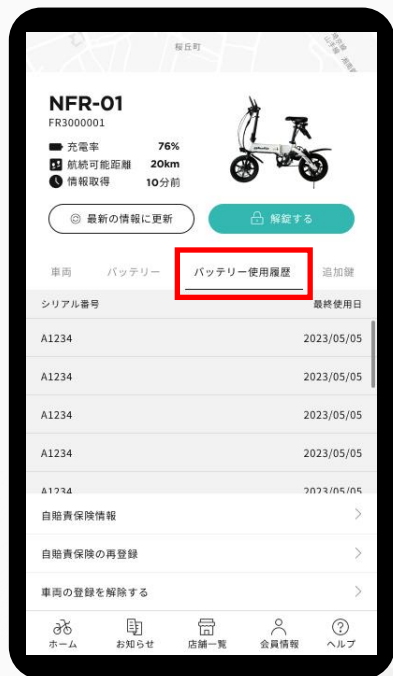 桜丘町
NFR-01
FR3000001
充電率 76%
航続可能距離 20km
情報取得 10分前
最新の情報に更新
解錠する
車両 バッテリー バッテリー使用履歴 追加鍵
シリアル番号 最終使用日
A1234 2023/05/05
A1234 2023/05/05
A1234 2023/05/05
A1234 2023/05/05
A1234 2023/05/05
自賠責保険情報
自賠責保険の再登録
車両の登録を解除する
ホーム お知らせ 店舗一覧 会員情報 ヘルプ